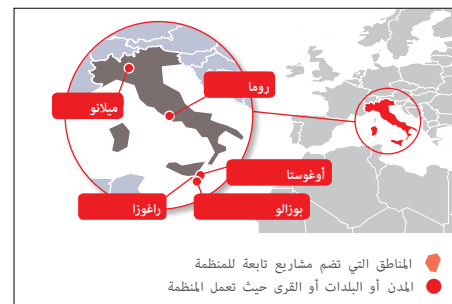 روما
ميلانو
أوغوستا
راغوزا
بوزالو
المناطق التي تضم مشاريع تابعة للمنظمة
المدن أو البلدات أو القرى حيث تعمل المنظمة